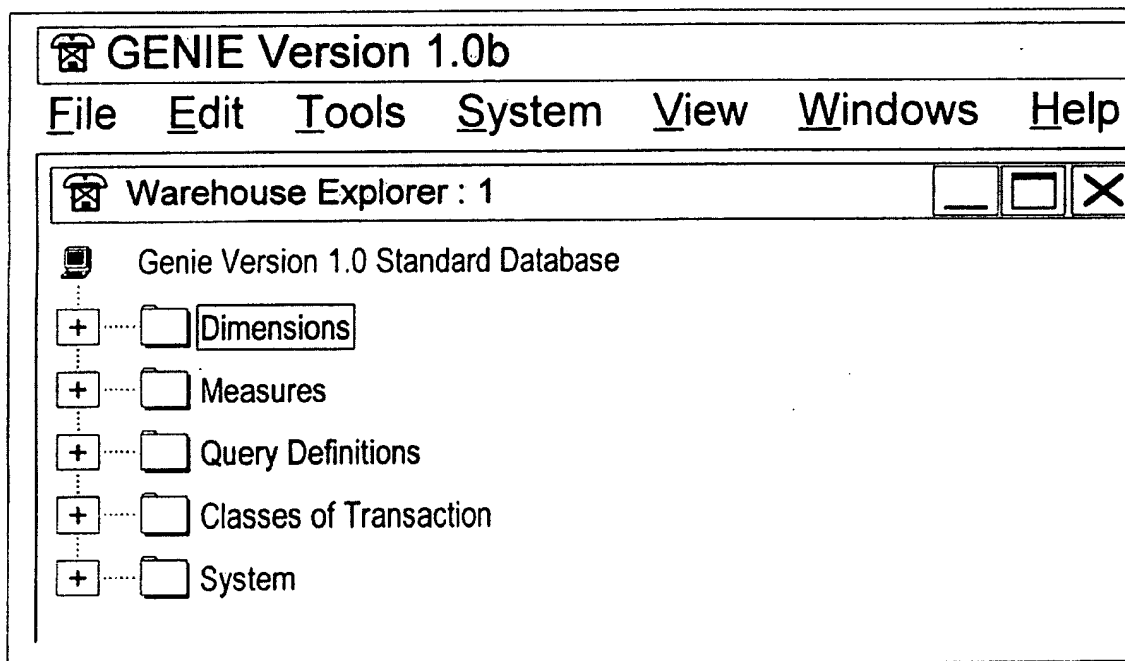 GENIE Version 1.0b
File Edit Tools System View Windows Help
Warehouse Explorer : 1
Genie Version 1.0 Standard Database
Dimensions
Measures
Query Definitions
Classes of Transaction
System